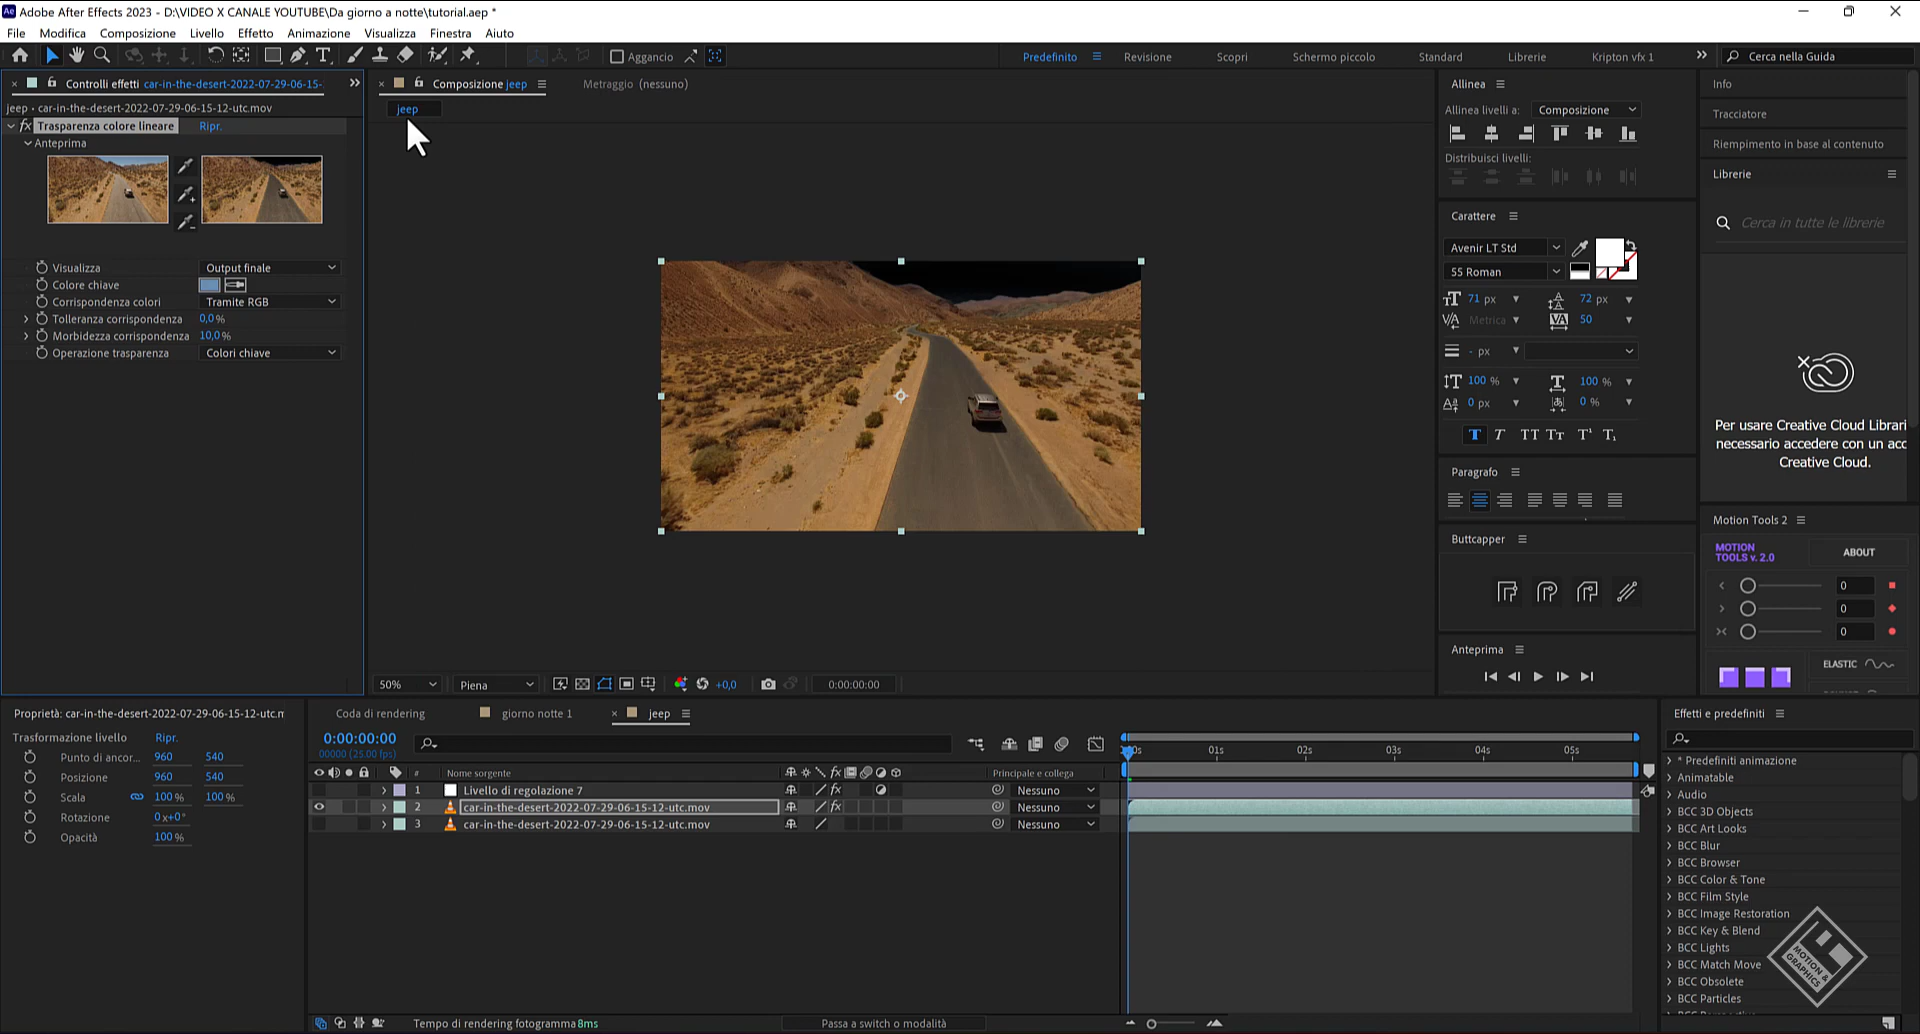 Adobe After Effects 2023 - D:\VIDEO X CANALE YOUTUBE\Da giorno a notte\tutorial.aep *
File Modifica Composizione Livello Effetto Animazione Visualizza Finestra Aiuto
Aggancio Predefinito Revisione Scopri Schermo piccolo Standard Librerie Kripton vfx 1 Cerca nella Guida
Controlli effetti car-in-the-desert-2022-07-29-06-15-
jeep • car-in-the-desert-2022-07-29-06-15-12-utc.mov
fx Trasparenza colore lineare Ripr.
Anteprima
Visualizza Output finale
Colore chiave
Corrispondenza colori Tramite RGB
Tolleranza corrispondenza 0,0%
Morbidezza corrispondenza 10,0%
Operazione trasparenza Colori chiave
Composizione jeep Metraggio (nessuno)
jeep
50% Piena +0,0 0:00:00:00
Allinea
Allinea livelli a: Composizione
Distribuisci livelli:
Carattere
Avenir LT Std
55 Roman
71 px 72 px
Metrica 50
- px
100 % 100 %
0 px 0 %
Paragrafo
Buttcapper
Anteprima
Info
Tracciatore
Riempimento in base al contenuto
Librerie
Cerca in tutte le librerie
Per usare Creative Cloud Librari
necessario accedere con un acc
Creative Cloud.
Motion Tools 2
MOTION
TOOLS v. 2.0
ABOUT
0
0
0
ELASTIC
Proprietà: car-in-the-desert-2022-07-29-06-15-12-utc.m
Trasformazione livello Ripr.
Punto di ancor... 960 540
Posizione 960 540
Scala 100 % 100 %
Rotazione 0x+0°
Opacità 100 %
Coda di rendering giorno notte 1 jeep
0:00:00:00
00000 (25.00 fps)
# Nome sorgente Principale e collega
1 Livello di regolazione 7 Nessuno
2 car-in-the-desert-2022-07-29-06-15-12-utc.mov Nessuno
3 car-in-the-desert-2022-07-29-06-15-12-utc.mov Nessuno
01s 02s 03s 04s 05s
Tempo di rendering fotogramma 8ms Passa a switch o modalità
Effetti e predefiniti
* Predefiniti animazione
Animatable
Audio
BCC 3D Objects
BCC Art Looks
BCC Blur
BCC Browser
BCC Color & Tone
BCC Film Style
BCC Image Restoration
BCC Key & Blend
BCC Lights
BCC Match Move
BCC Obsolete
BCC Particles
MOTION &
GRAPHICS